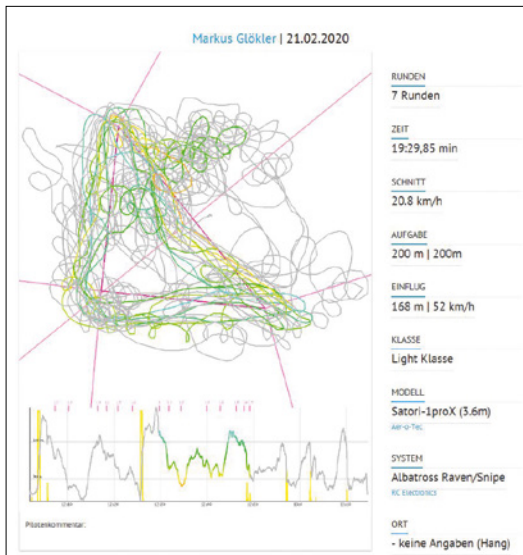 Markus Glökler | 21.02.2020
RUNDEN
7 Runden
ZEIT
19:29,85 min
SCHNITT
20.8 km/h
AUFGABE
200 m | 200m
EINFLUG
168 m | 52 km/h
KLASSE
Light Klasse
MODELL
Satori-1proX (3.6m)
Aer-o-Tec
SYSTEM
Albatross Raven/Snipe
RC Electronics
ORT
- keine Angaben (Hang)
Pilotenkommentar: